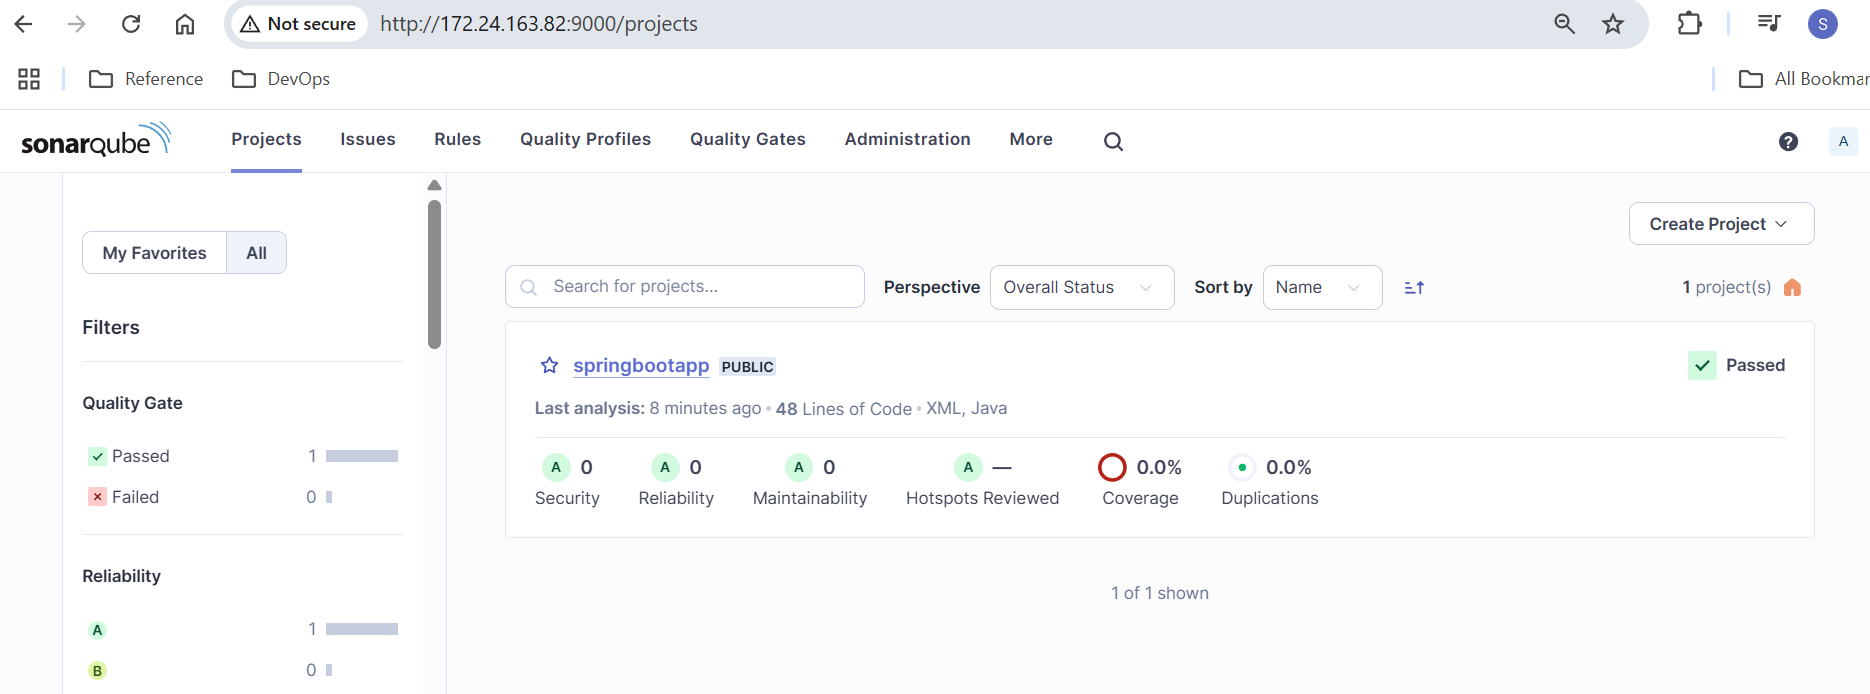 Not secure http://172.24.163.82:9000/projects S
Reference DevOps All Bookmar
sonarqube Projects Issues Rules Quality Profiles Quality Gates Administration More ? A
Create Project
My Favorites All
Search for projects... Perspective Overall Status Sort by Name 1 project(s)
Filters
springbootapp PUBLIC Passed
Quality Gate
Last analysis: 8 minutes ago • 48 Lines of Code • XML, Java
Passed 1
A 0 A 0 A 0 A — 0.0% 0.0%
Failed 0
Security Reliability Maintainability Hotspots Reviewed Coverage Duplications
Reliability
1 of 1 shown
A 1
B 0